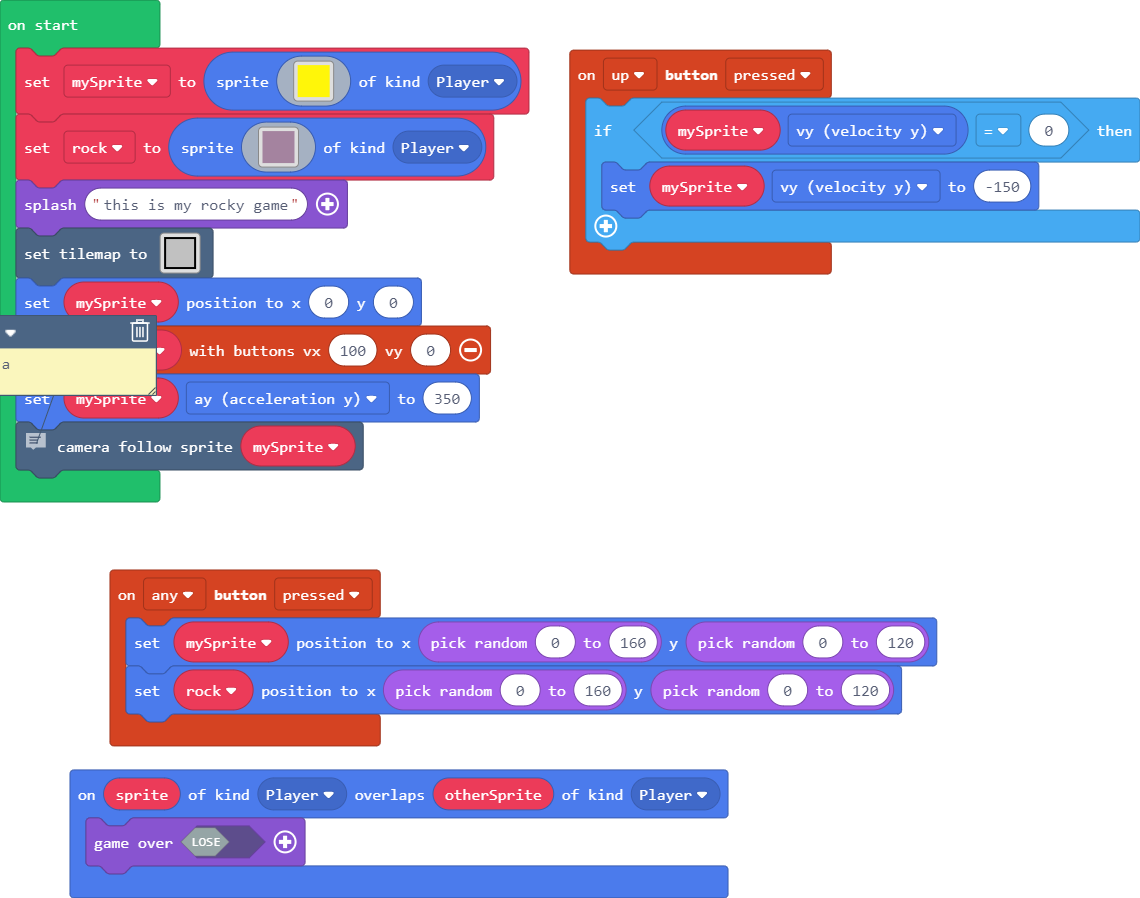 on start
set mySprite to sprite of kind Player
set rock to sprite of kind Player
splash "this is my rocky game"
set tilemap to
set mySprite position to x 0 y 0
with buttons vx 100 vy 0
a
set mySprite ay (acceleration y) to 350
camera follow sprite mySprite
on up button pressed
if mySprite vy (velocity y) = 0 then
set mySprite vy (velocity y) to -150
on any button pressed
set mySprite position to x pick random 0 to 160 y pick random 0 to 120
set rock position to x pick random 0 to 160 y pick random 0 to 120
on sprite of kind Player overlaps otherSprite of kind Player
game over LOSE